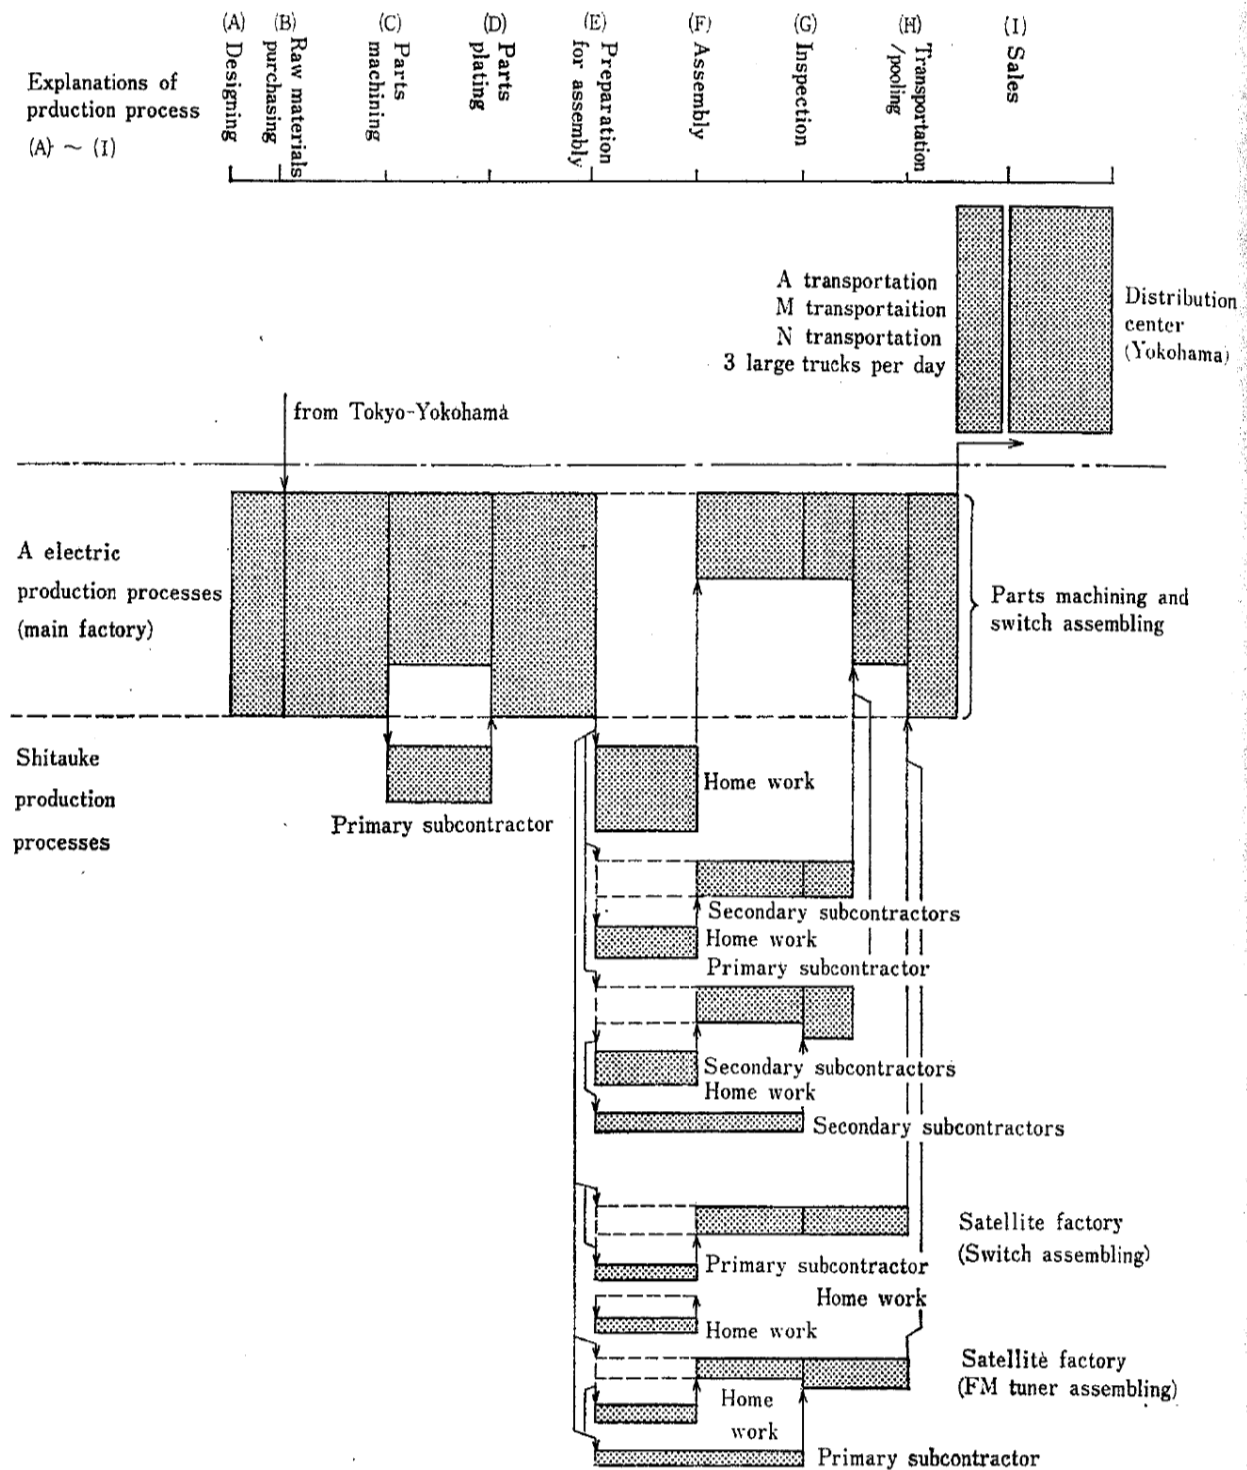 (A) Designing
(B) Raw materials
purchasing
(C) Parts
machining
(D) Parts
plating
(E) Preparation
for assembly
(F) Assembly
(G) Inspection
(H) Transportation
/pooling
(I) Sales
Explanations of
prduction process
(A) ~ (I)
A transportation
M transportaition
N transportation
3 large trucks per day
Distribution
center
(Yokohama)
from Tokyo-Yokohama
A electric
production processes
(main factory)
Parts machining and
switch assembling
Shitauke
production
processes
Primary subcontractor
Home work
Secondary subcontractors
Home work
Primary subcontractor
Secondary subcontractors
Home work
Secondary subcontractors
Satellite factory
(Switch assembling)
Primary subcontractor
Home work
Home work
Satellite factory
(FM tuner assembling)
Home
work
Primary subcontractor